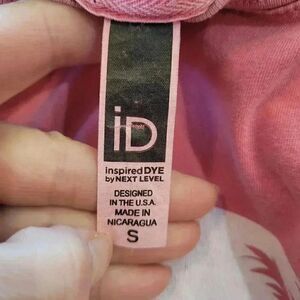 iD
inspiredDYE
by NEXT LEVEL
DESIGNED
IN THE U.S.A.
MADE IN
NICARAGUA
S